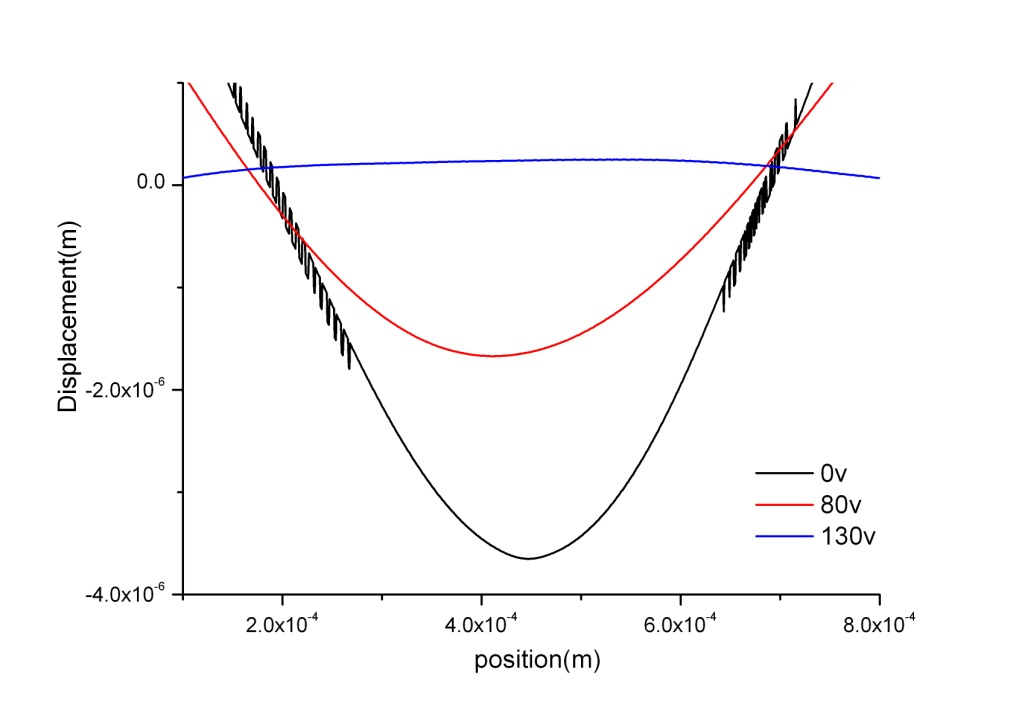 Displacement(m)
0.0
-2.0x10⁻⁶
-4.0x10⁻⁶
0v
80v
130v
2.0x10⁻⁴ 4.0x10⁻⁴ 6.0x10⁻⁴ 8.0x10⁻⁴
position(m)